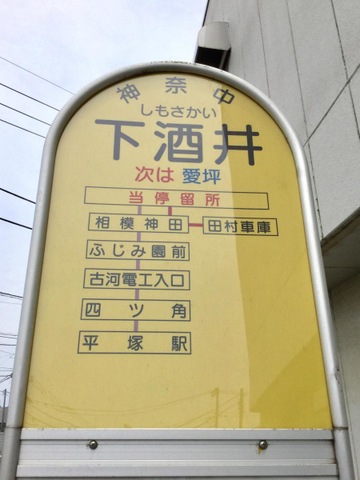 神奈中
しもさかい
下酒井
次は 愛坪
当停留所
相模神田 田村車庫
ふじみ園前
古河電工入口
四ツ角
平塚駅